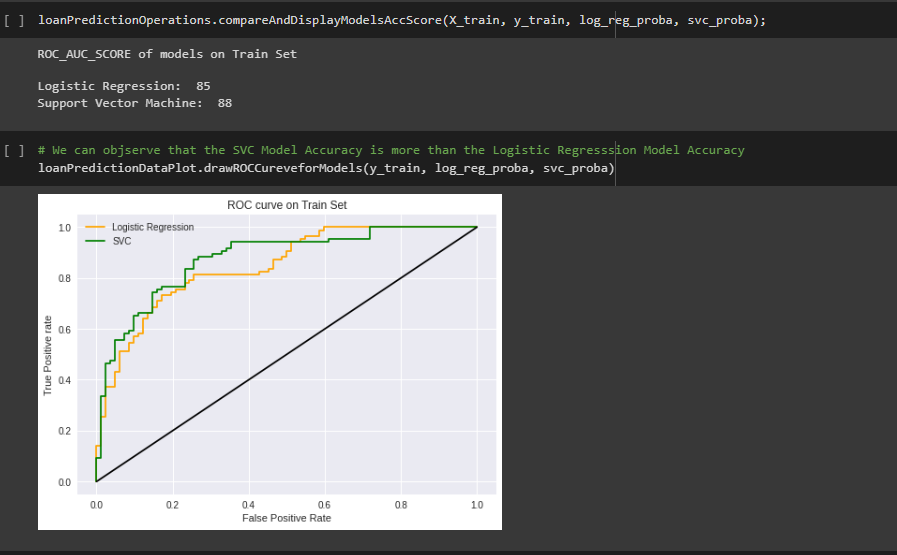 [ ] loanPredictionOperations.compareAndDisplayModelsAccScore(X_train, y_train, log_reg_proba, svc_proba);
ROC_AUC_SCORE of models on Train Set
Logistic Regression:  85
Support Vector Machine:  88
[ ] # We can objserve that the SVC Model Accuracy is more than the Logistic Regresssion Model Accuracy
loanPredictionDataPlot.drawROCCureveforModels(y_train, log_reg_proba, svc_proba)
ROC curve on Train Set
Logistic Regression
SVC
True Positive rate
1.0
0.8
0.6
0.4
0.2
0.0
0.0 0.2 0.4 0.6 0.8 1.0
False Positive Rate